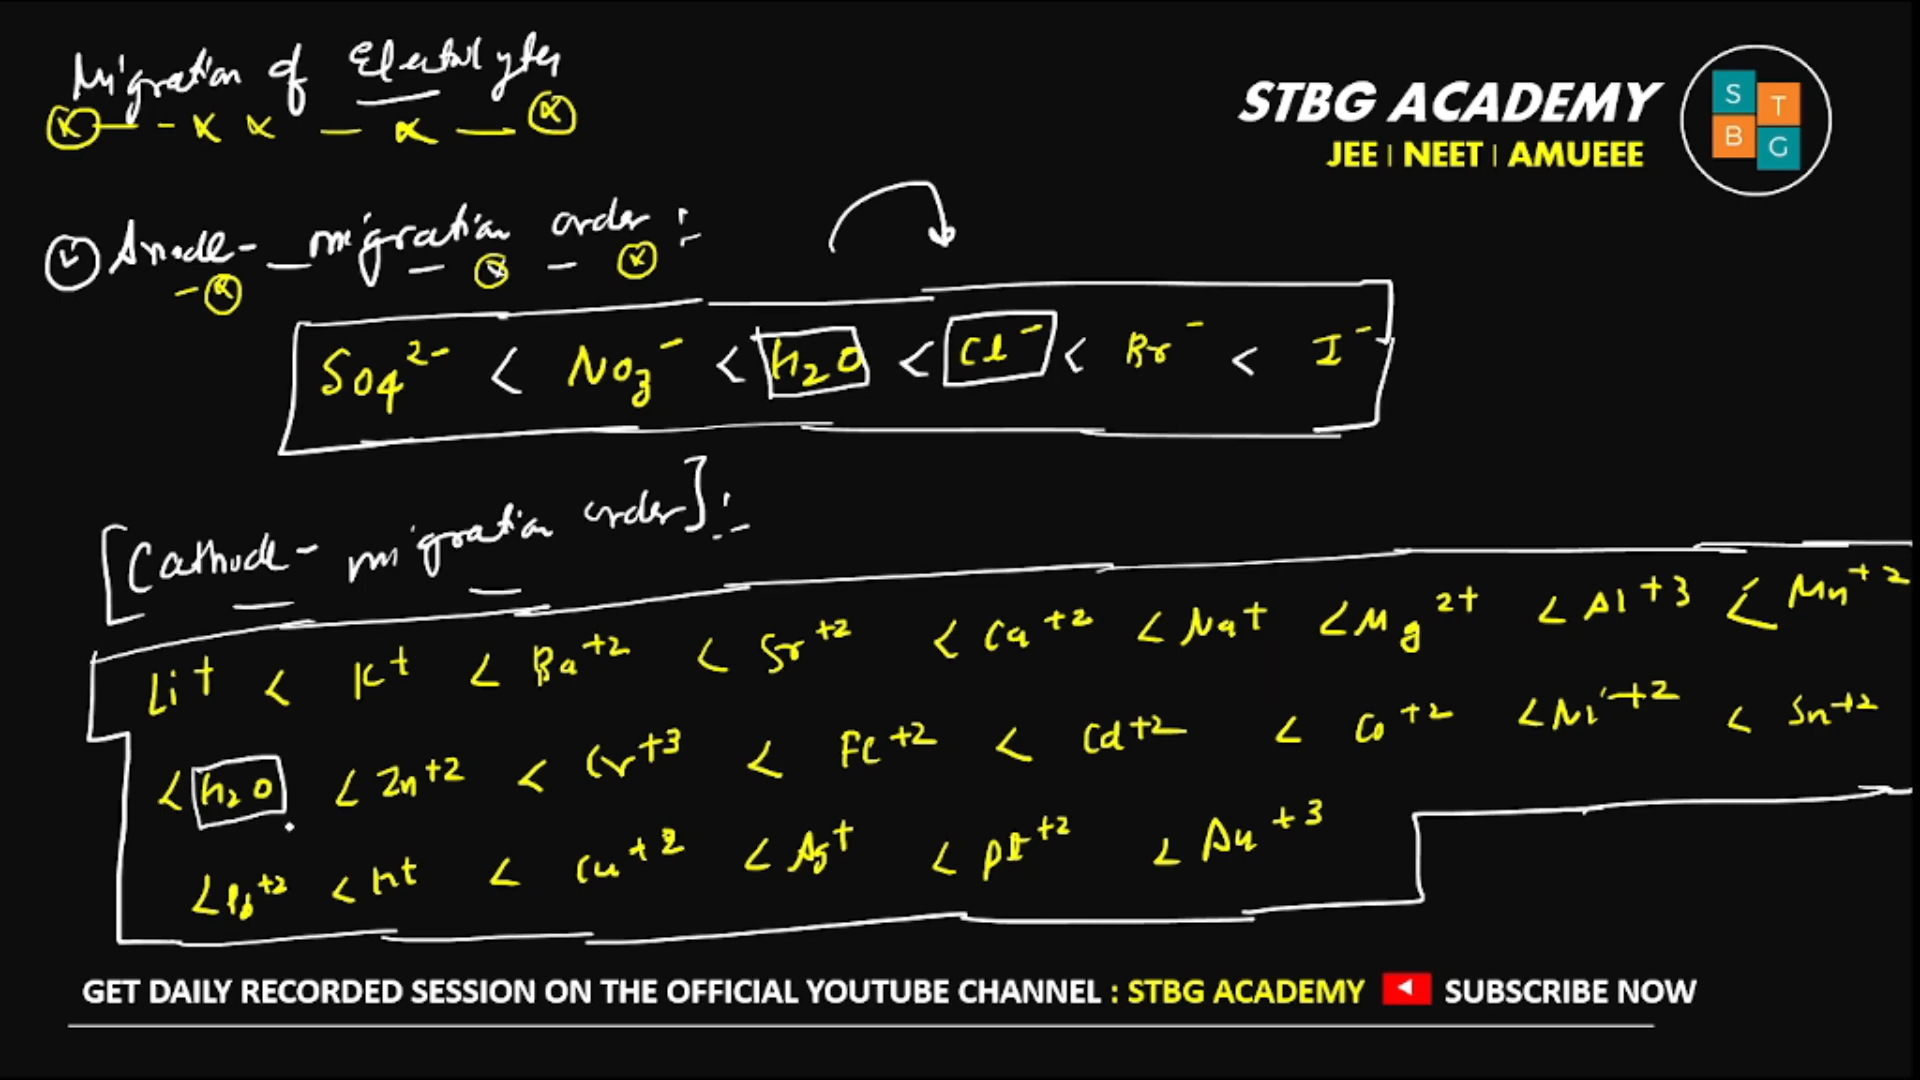 Migration of Electrolytes
STBG ACADEMY
JEE | NEET | AMUEEE
S T
B G
Anode - migration order :-
SO4 2- < NO3 - < H2O < Cl - < Br - < I -
[Cathode - migration order] :-
Li+ < K+ < Ba+2 < Sr+2 < Ca+2 < Na+ < Mg2+ < Al+3 < Mn+2
< H2O < Zn+2 < Cr+3 < Fe+2 < Cd+2 < Co+2 < Ni+2 < Sn+2
< Pb+2 < H+ < Cu+2 < Ag+ < Pt+2 < Au+3
GET DAILY RECORDED SESSION ON THE OFFICIAL YOUTUBE CHANNEL : STBG ACADEMY SUBSCRIBE NOW